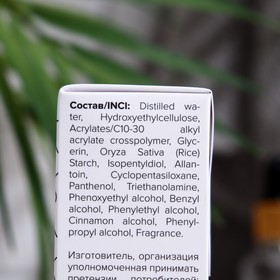 Состав/INCI: Distilled wa-
ter, Hydroxyethylcellulose,
Acrylates/C10-30 alkyl
acrylate crosspolymer, Glyc-
erin, Oryza Sativa (Rice)
Starch, Isopentyldiol, Allan-
toin, Cyclopentasiloxane,
Panthenol, Triethanolamine,
Phenoxyethyl alcohol, Benzyl
alcohol, Phenylethyl alcohol,
Cinnamon alcohol, Phenyl-
propyl alcohol, Fragrance.
Изготовитель, организация
уполномоченная принимать
претензии потребителей: